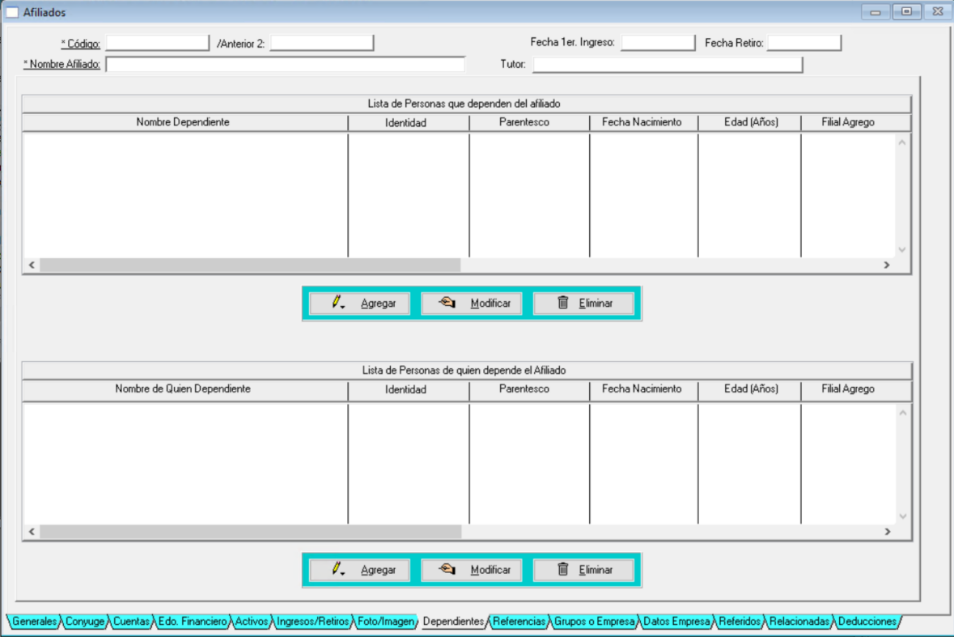 Afiliados
* Código: /Anterior 2: Fecha 1er. Ingreso: Fecha Retiro:
* Nombre Afiliado: Tutor:
Lista de Personas que dependen del afiliado
Nombre Dependiente Identidad Parentesco Fecha Nacimiento Edad (Años) Filial Agrego
Agregar Modificar Eliminar
Lista de Personas de quien depende el Afiliado
Nombre de Quien Dependiente Identidad Parentesco Fecha Nacimiento Edad (Años) Filial Agrego
Agregar Modificar Eliminar
Generales Conyuge Cuentas Edo. Financiero Activos Ingresos/Retiros Foto/Imagen Dependientes Referencias Grupos o Empresa Datos Empresa Referidos Relacionadas Deducciones